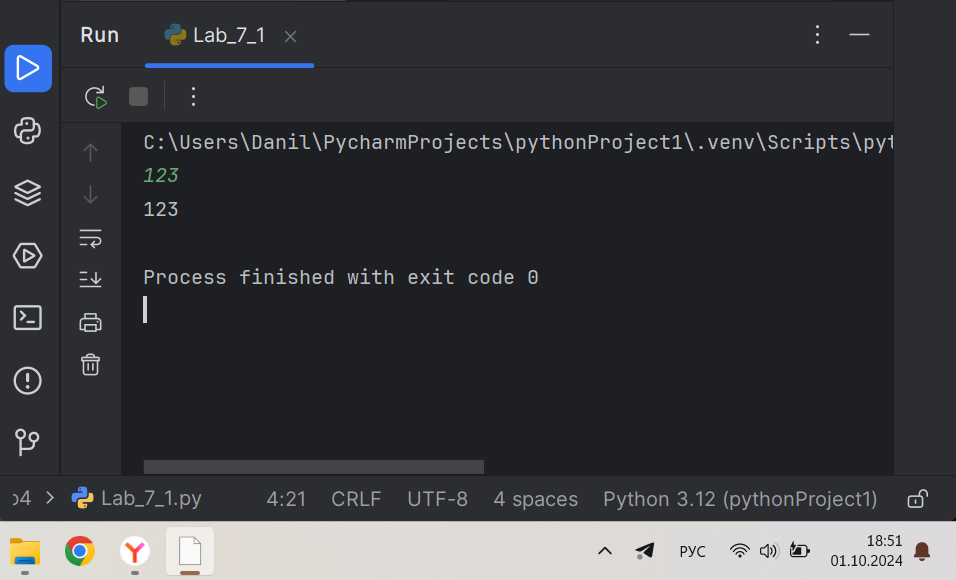 Run Lab_7_1
C:\Users\Danil\PycharmProjects\pythonProject1\.venv\Scripts\pyt
123
123
Process finished with exit code 0
Lab_7_1.py 4:21 CRLF UTF-8 4 spaces Python 3.12 (pythonProject1)
РУС 18:51
01.10.2024